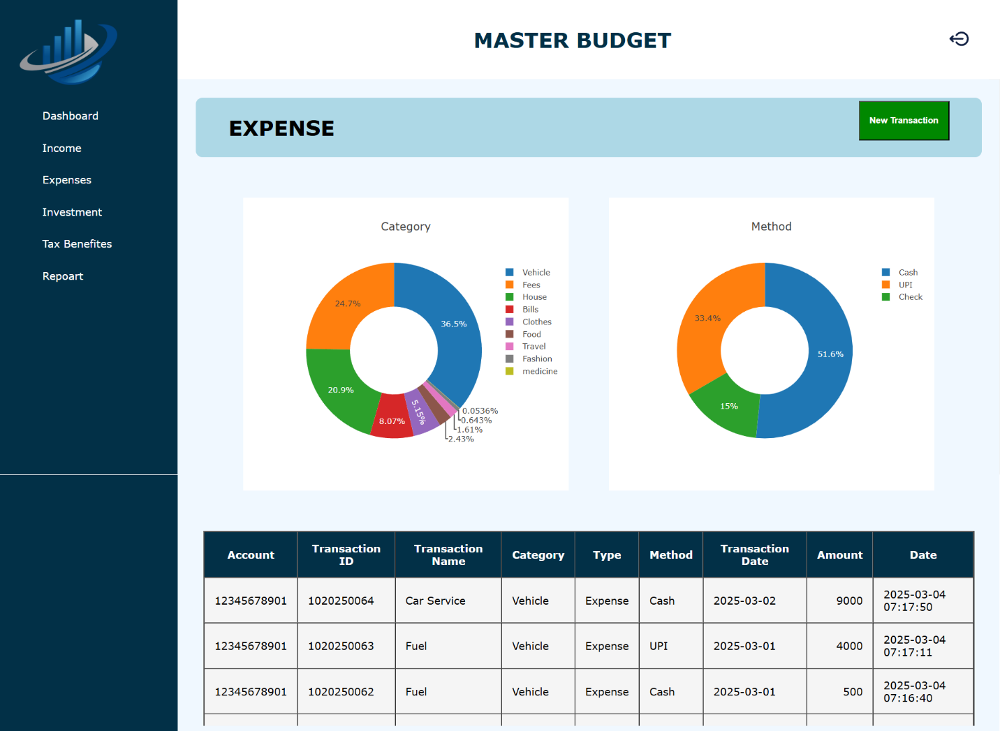 MASTER BUDGET
Dashboard
Income
Expenses
Investment
Tax Benefites
Repoart
EXPENSE
New Transaction
Category
24.7%
36.5%
20.9%
8.07%
5.15%
0.0536%
0.643%
1.61%
2.43%
Vehicle
Fees
House
Bills
Clothes
Food
Travel
Fashion
medicine
Method
33.4%
51.6%
15%
Cash
UPI
Check
Account Transaction ID Transaction Name Category Type Method Transaction Date Amount Date
12345678901 1020250064 Car Service Vehicle Expense Cash 2025-03-02 9000 2025-03-04 07:17:50
12345678901 1020250063 Fuel Vehicle Expense UPI 2025-03-01 4000 2025-03-04 07:17:11
12345678901 1020250062 Fuel Vehicle Expense Cash 2025-03-01 500 2025-03-04 07:16:40